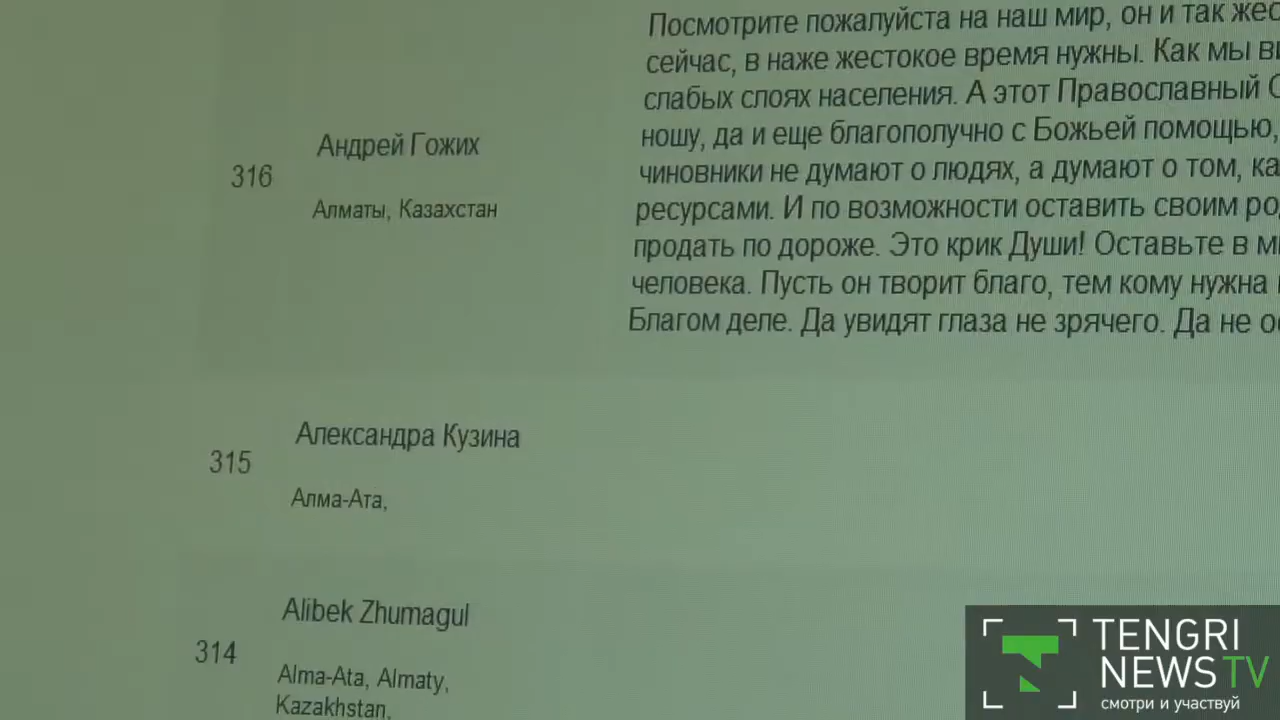 Посмотрите пожалуйста на наш мир, он и так
сейчас, в наже жестокое время нужны. Как мы
слабых слоях населения. А этот Православный
ношу, да и еще благополучно с Божьей помощью,
чиновники не думают о людях, а думают о том,
ресурсами. И по возможности оставить своим
продать по дороже. Это крик Души! Оставьте в
человека. Пусть он творит благо, тем кому нужна
Благом деле. Да увидят глаза не зрячего. Да не
316
Андрей Гожих
Алматы, Казахстан
315
Александра Кузина
Алма-Ата,
314
Alibek Zhumagul
Alma-Ata, Almaty,
Kazakhstan,
TENGRI
NEWS TV
смотри и участвуй